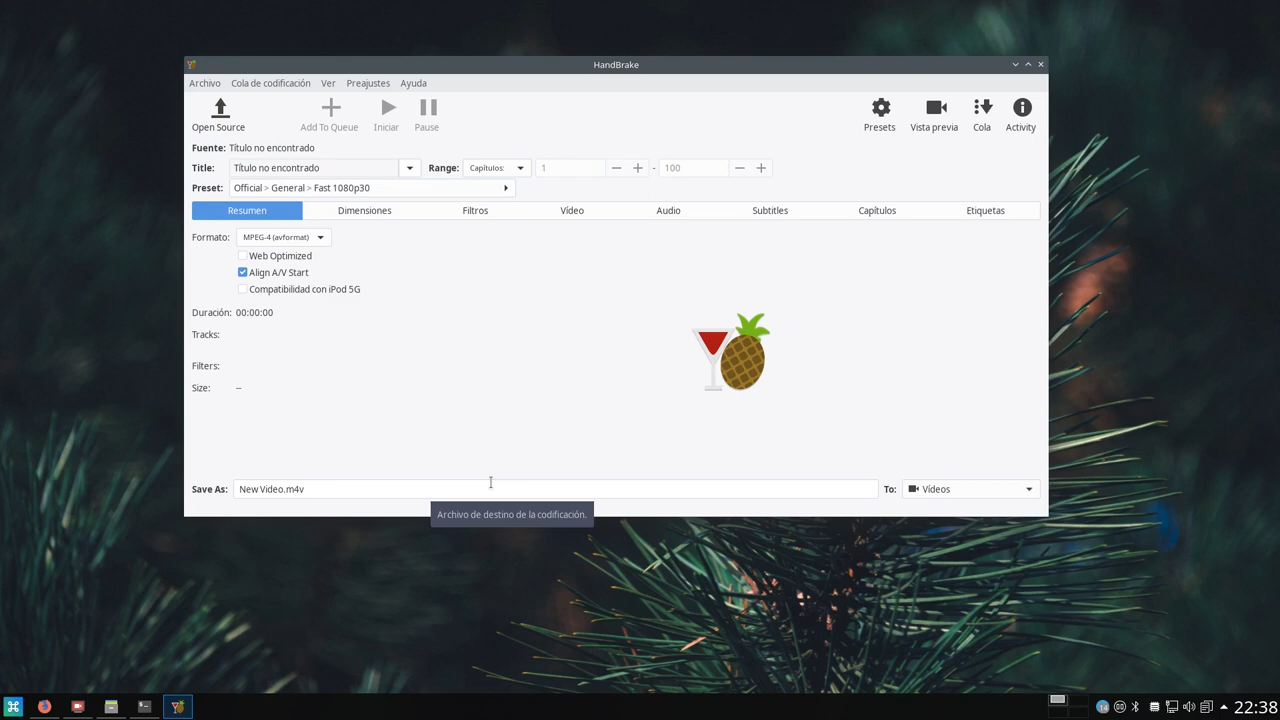 HandBrake
Archivo Cola de codificación Ver Preajustes Ayuda
Open Source Add To Queue Iniciar Pause Presets Vista previa Cola Activity
Fuente: Título no encontrado
Title: Título no encontrado Range: Capítulos: 1 - 100
Preset: Official > General > Fast 1080p30
Resumen Dimensiones Filtros Vídeo Audio Subtitles Capítulos Etiquetas
Formato: MPEG-4 (avformat)
Web Optimized
Align A/V Start
Compatibilidad con iPod 5G
Duración: 00:00:00
Tracks:
Filters:
Size: --
Save As: New Video.m4v To: Vídeos
Archivo de destino de la codificación.
22:38